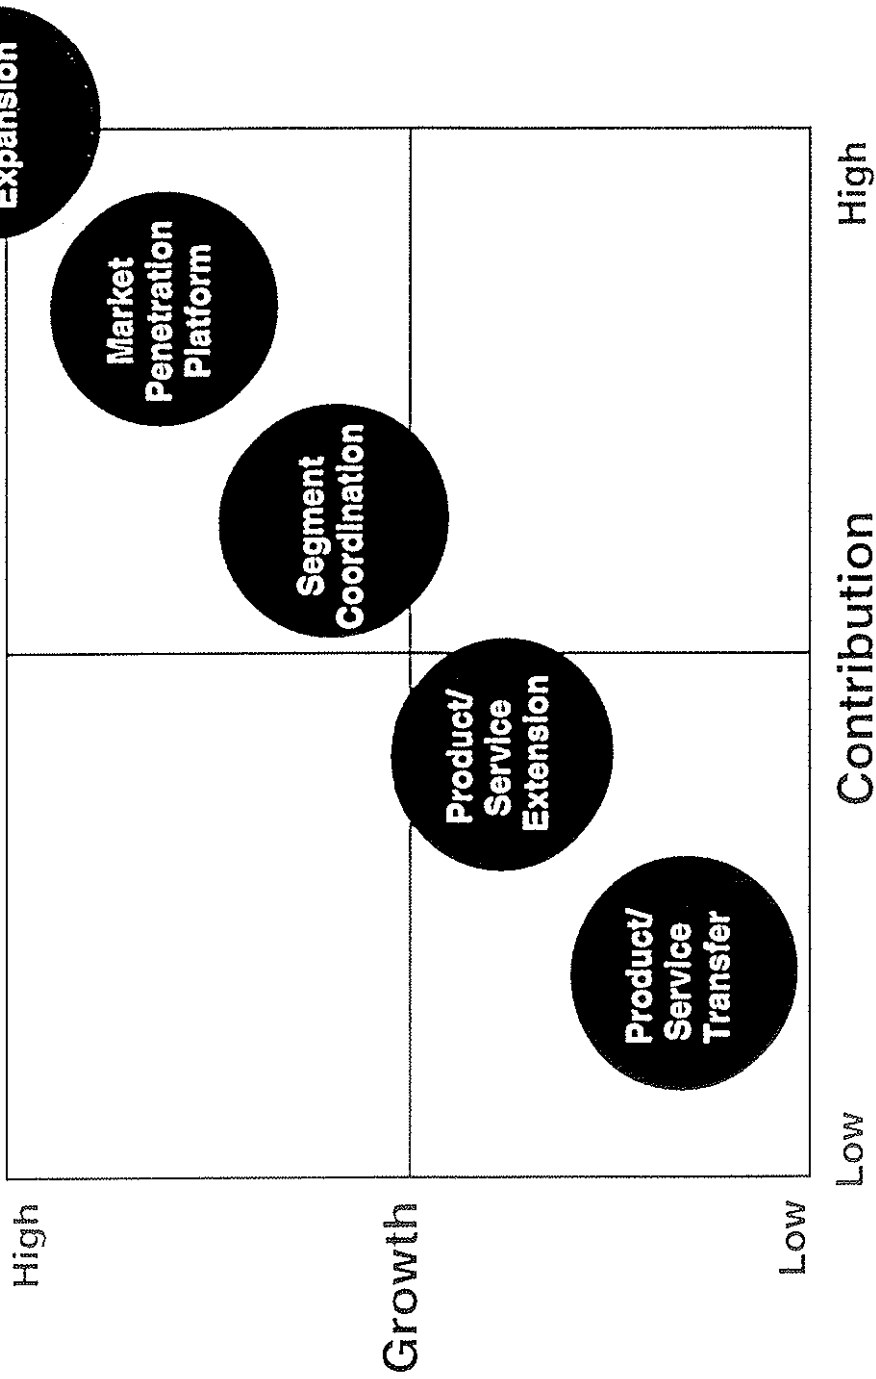 Expansion
Market
Penetration
Platform
Segment
Coordination
Product/
Service
Extension
Product/
Service
Transfer
High
Growth
Low
Low
Contribution
High